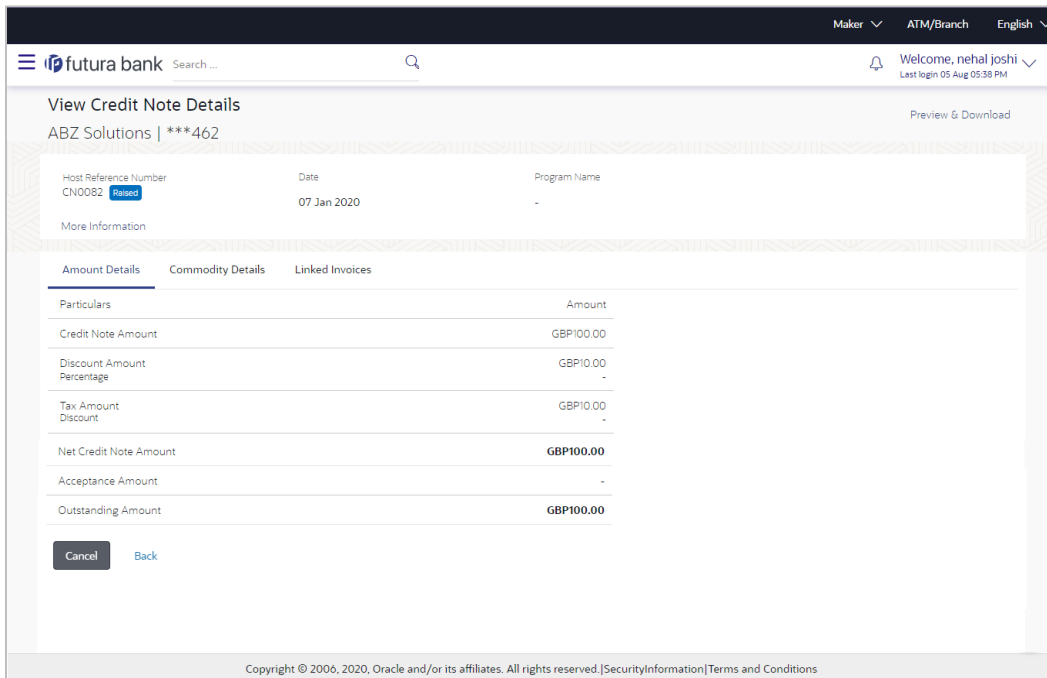 Maker ATM/Branch English
futura bank Search ... Welcome, nehal joshi
Last login 05 Aug 05:38 PM
View Credit Note Details
Preview & Download
ABZ Solutions | ***462
Host Reference Number Date Program Name
CN0082 Raised
07 Jan 2020 -
More Information
Amount Details Commodity Details Linked Invoices
Particulars Amount
Credit Note Amount GBP100.00
Discount Amount GBP10.00
Percentage -
Tax Amount GBP10.00
Discount -
Net Credit Note Amount GBP100.00
Acceptance Amount -
Outstanding Amount GBP100.00
Cancel Back
Copyright © 2006, 2020, Oracle and/or its affiliates. All rights reserved.|SecurityInformation|Terms and Conditions